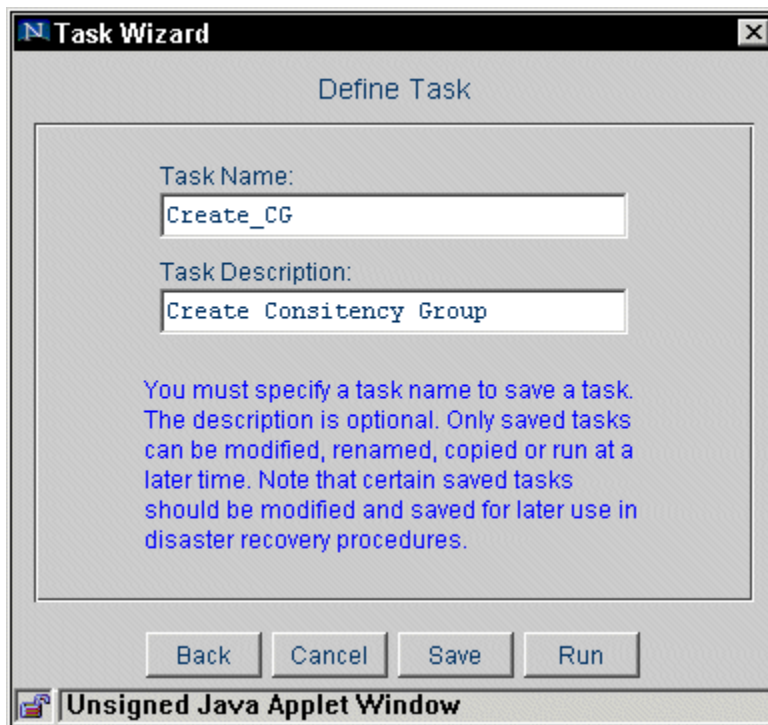 N Task Wizard
Define Task
Task Name:
Create_CG
Task Description:
Create Consitency Group
You must specify a task name to save a task.
The description is optional. Only saved tasks
can be modified, renamed, copied or run at a
later time. Note that certain saved tasks
should be modified and saved for later use in
disaster recovery procedures.
Back Cancel Save Run
Unsigned Java Applet Window